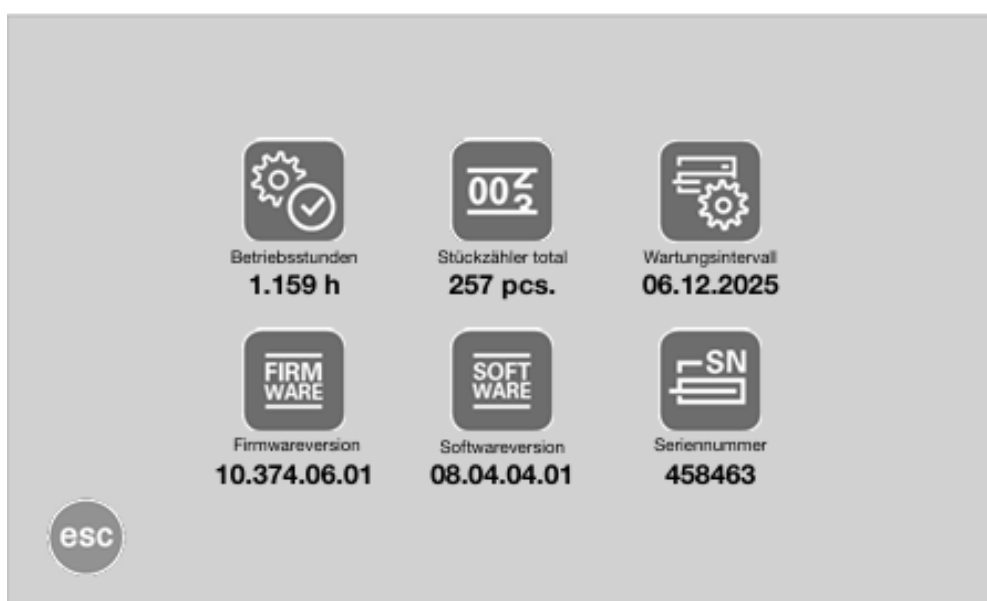 002
Betriebsstunden
Stückzähler total
Wartungsintervall
1.159 h
257 pcs.
06.12.2025
FIRM
WARE
SOFT
WARE
SN
Firmwareversion
Softwareversion
Seriennummer
10.374.06.01
08.04.04.01
458463
esc